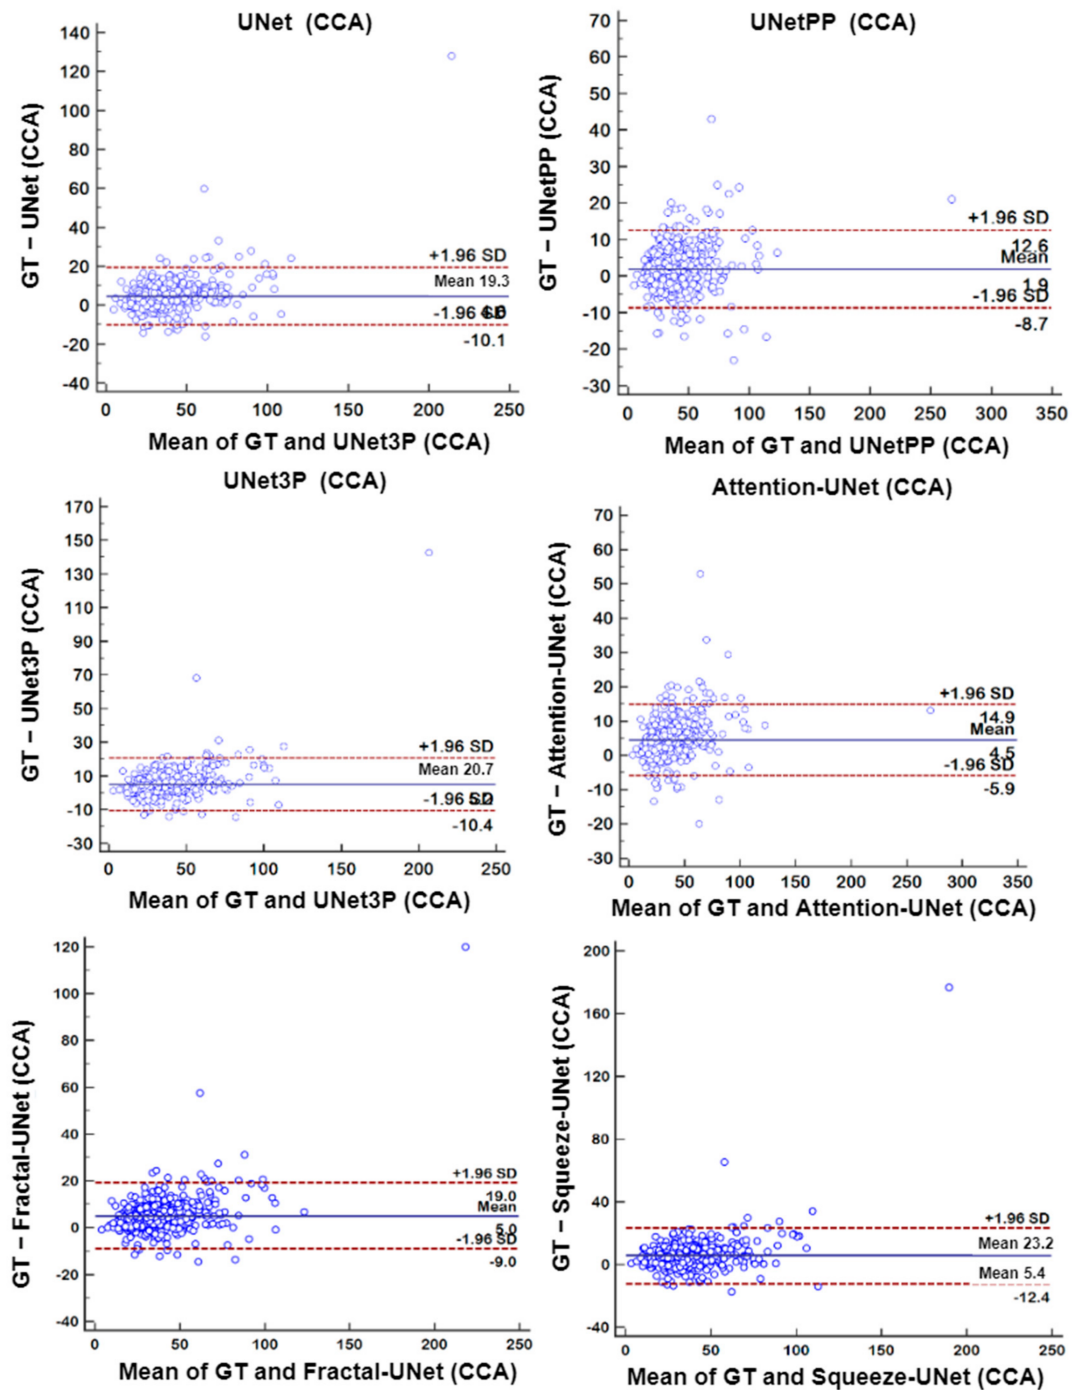 UNet (CCA)
GT – UNet (CCA)
140
120
100
80
60
40
20
0
-20
-40
+1.96 SD
Mean 19.3
-1.96
-10.1
0 50 100 150 200 250
Mean of GT and UNet3P (CCA)
UNetPP (CCA)
GT – UNetPP (CCA)
70
60
50
40
30
20
10
0
-10
-20
-30
+1.96 SD
12.6
Mean
1.9
-1.96 SD
-8.7
0 50 100 150 200 250 300 350
Mean of GT and UNetPP (CCA)
UNet3P (CCA)
GT – UNet3P (CCA)
170
150
130
110
90
70
50
30
10
-10
-30
+1.96 SD
Mean 20.7
-1.96
-10.4
0 50 100 150 200 250
Mean of GT and UNet3P (CCA)
Attention-UNet (CCA)
GT – Attention-UNet (CCA)
70
60
50
40
30
20
10
0
-10
-20
-30
+1.96 SD
14.9
Mean
4.5
-1.96 SD
-5.9
0 50 100 150 200 250 300 350
Mean of GT and Attention-UNet (CCA)
GT – Fractal-UNet (CCA)
120
100
80
60
40
20
0
-20
-40
+1.96 SD
19.0
Mean
5.0
-1.96 SD
-9.0
0 50 100 150 200 250
Mean of GT and Fractal-UNet (CCA)
GT – Squeeze-UNet (CCA)
200
160
120
80
40
0
-40
+1.96 SD
Mean 23.2
Mean 5.4
-12.4
0 50 100 150 200 250
Mean of GT and Squeeze-UNet (CCA)